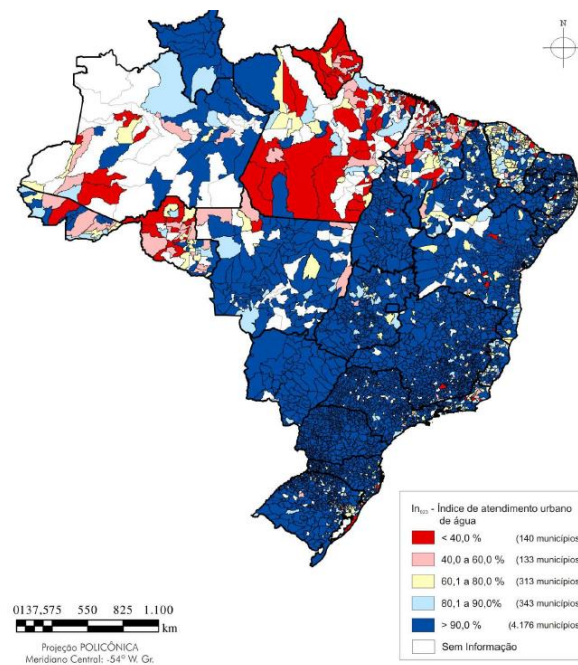 N
In₀₂₃ - Índice de atendimento urbano
de água
< 40,0 % (140 municípios)
40,0 a 60,0 % (133 municípios)
60,1 a 80,0 % (313 municípios)
80,1 a 90,0% (343 municípios)
> 90,0 % (4.176 municípios)
Sem Informação
0137,575 550 825 1.100
km
Projeção POLICÔNICA
Meridiano Central: -54º W. Gr.